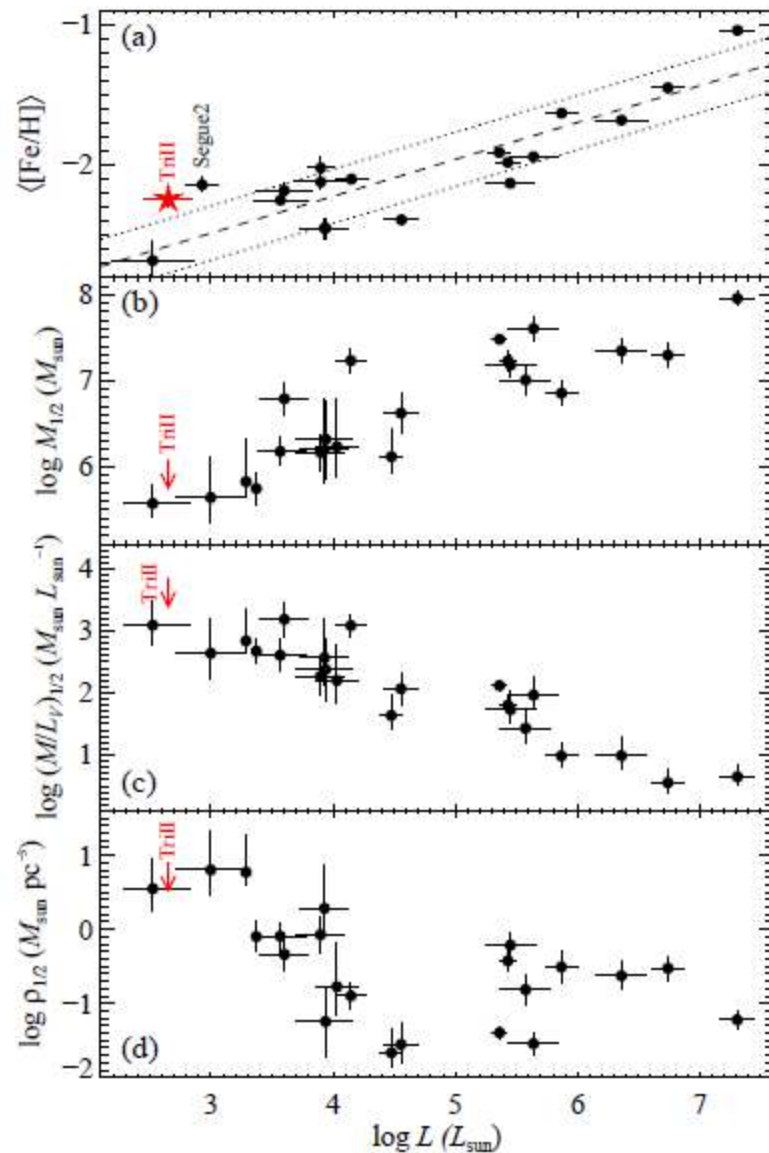 (a)
⟨[Fe/H]⟩
−1
−2
TriII
Segue2
(b)
log M1/2 (Msun)
8
7
6
TriII
(c)
log (M/LV)1/2 (Msun Lsun⁻¹)
4
3
2
1
TriII
(d)
log ρ1/2 (Msun pc⁻³)
1
0
−1
−2
TriII
3 4 5 6 7
log L (Lsun)